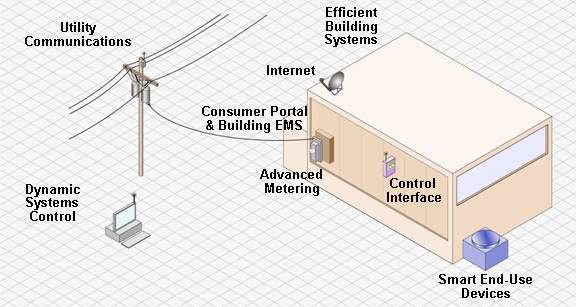 Utility
Communications
Efficient
Building
Systems
Internet
Consumer Portal
& Building EMS
Advanced
Metering
Control
Interface
Dynamic
Systems
Control
Smart End-Use
Devices